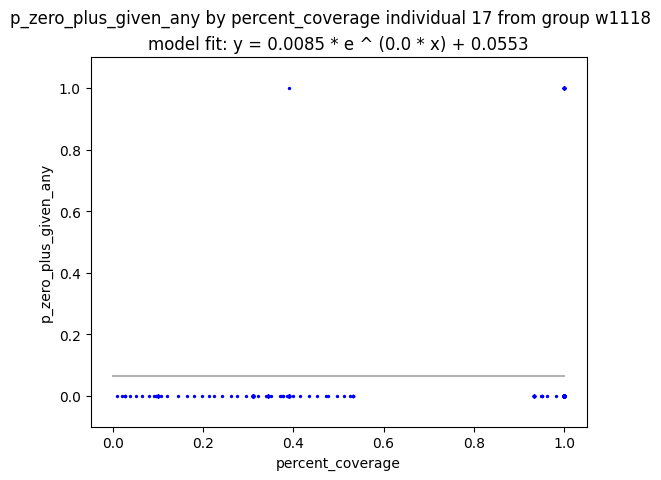 p_zero_plus_given_any by percent_coverage individual 17 from group w1118
model fit: y = 0.0085 * e ^ (0.0 * x) + 0.0553
1.0
0.8
0.6
0.4
0.2
0.0
p_zero_plus_given_any
0.0 0.2 0.4 0.6 0.8 1.0
percent_coverage